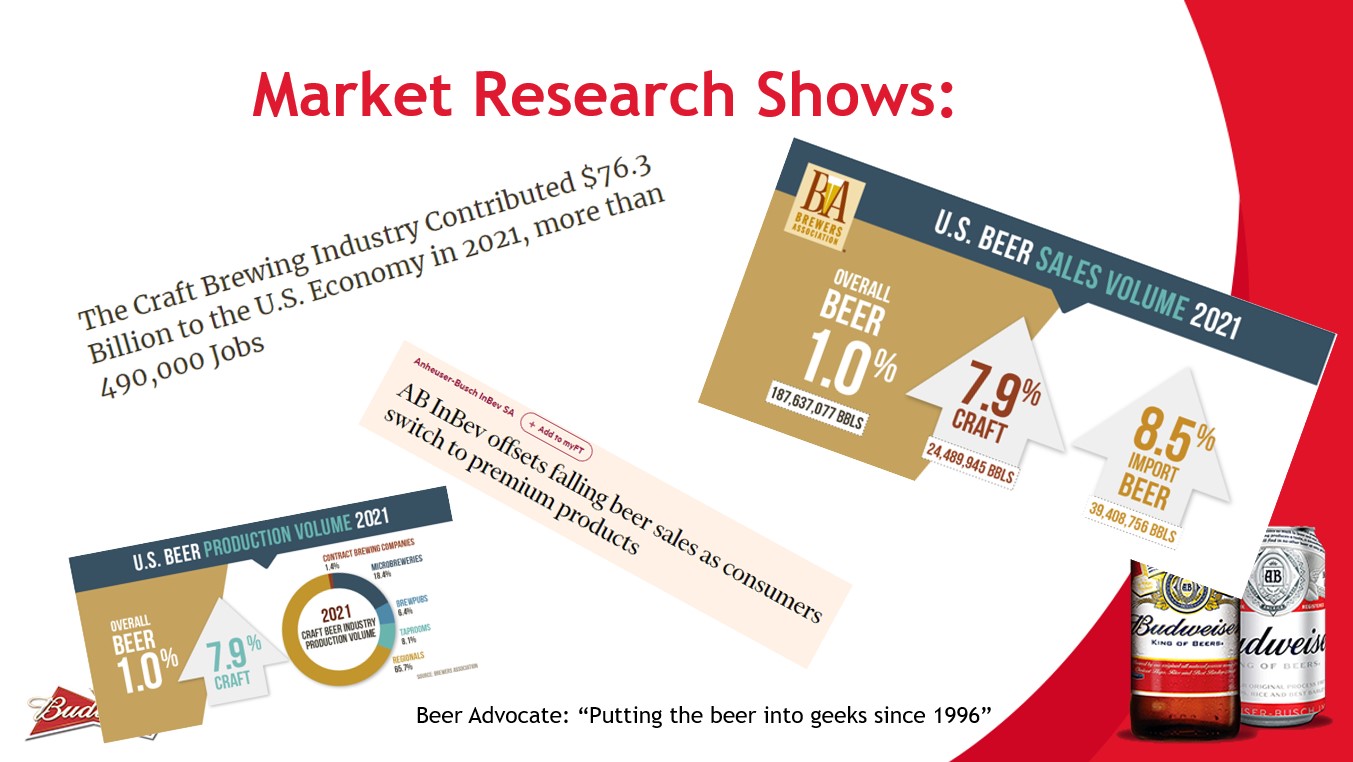 Market Research Shows:
The Craft Brewing Industry Contributed $76.3
Billion to the U.S. Economy in 2021, more than
490,000 Jobs
BA
BREWERS
ASSOCIATION
U.S. BEER SALES VOLUME 2021
OVERALL
BEER
1.0%
187,637,077 BBLS
7.9%
CRAFT
24,489,945 BBLS
8.5%
IMPORT
BEER
39,408,756 BBLS
Anheuser-Busch InBev SA
+ Add to myFT
AB InBev offsets falling beer sales as consumers
switch to premium products
U.S. BEER PRODUCTION VOLUME 2021
OVERALL
BEER
1.0%
7.9%
CRAFT
2021
CRAFT BEER INDUSTRY
PRODUCTION VOLUME
CONTRACT BREWING COMPANIES
1.4%
MICROBREWERIES
18.4%
BREWPUBS
6.4%
TAPROOMS
8.1%
REGIONALS
65.7%
SOURCE: BREWERS ASSOCIATION
Beer Advocate: “Putting the beer into geeks since 1996”
Budweiser
KING OF BEERS
AB